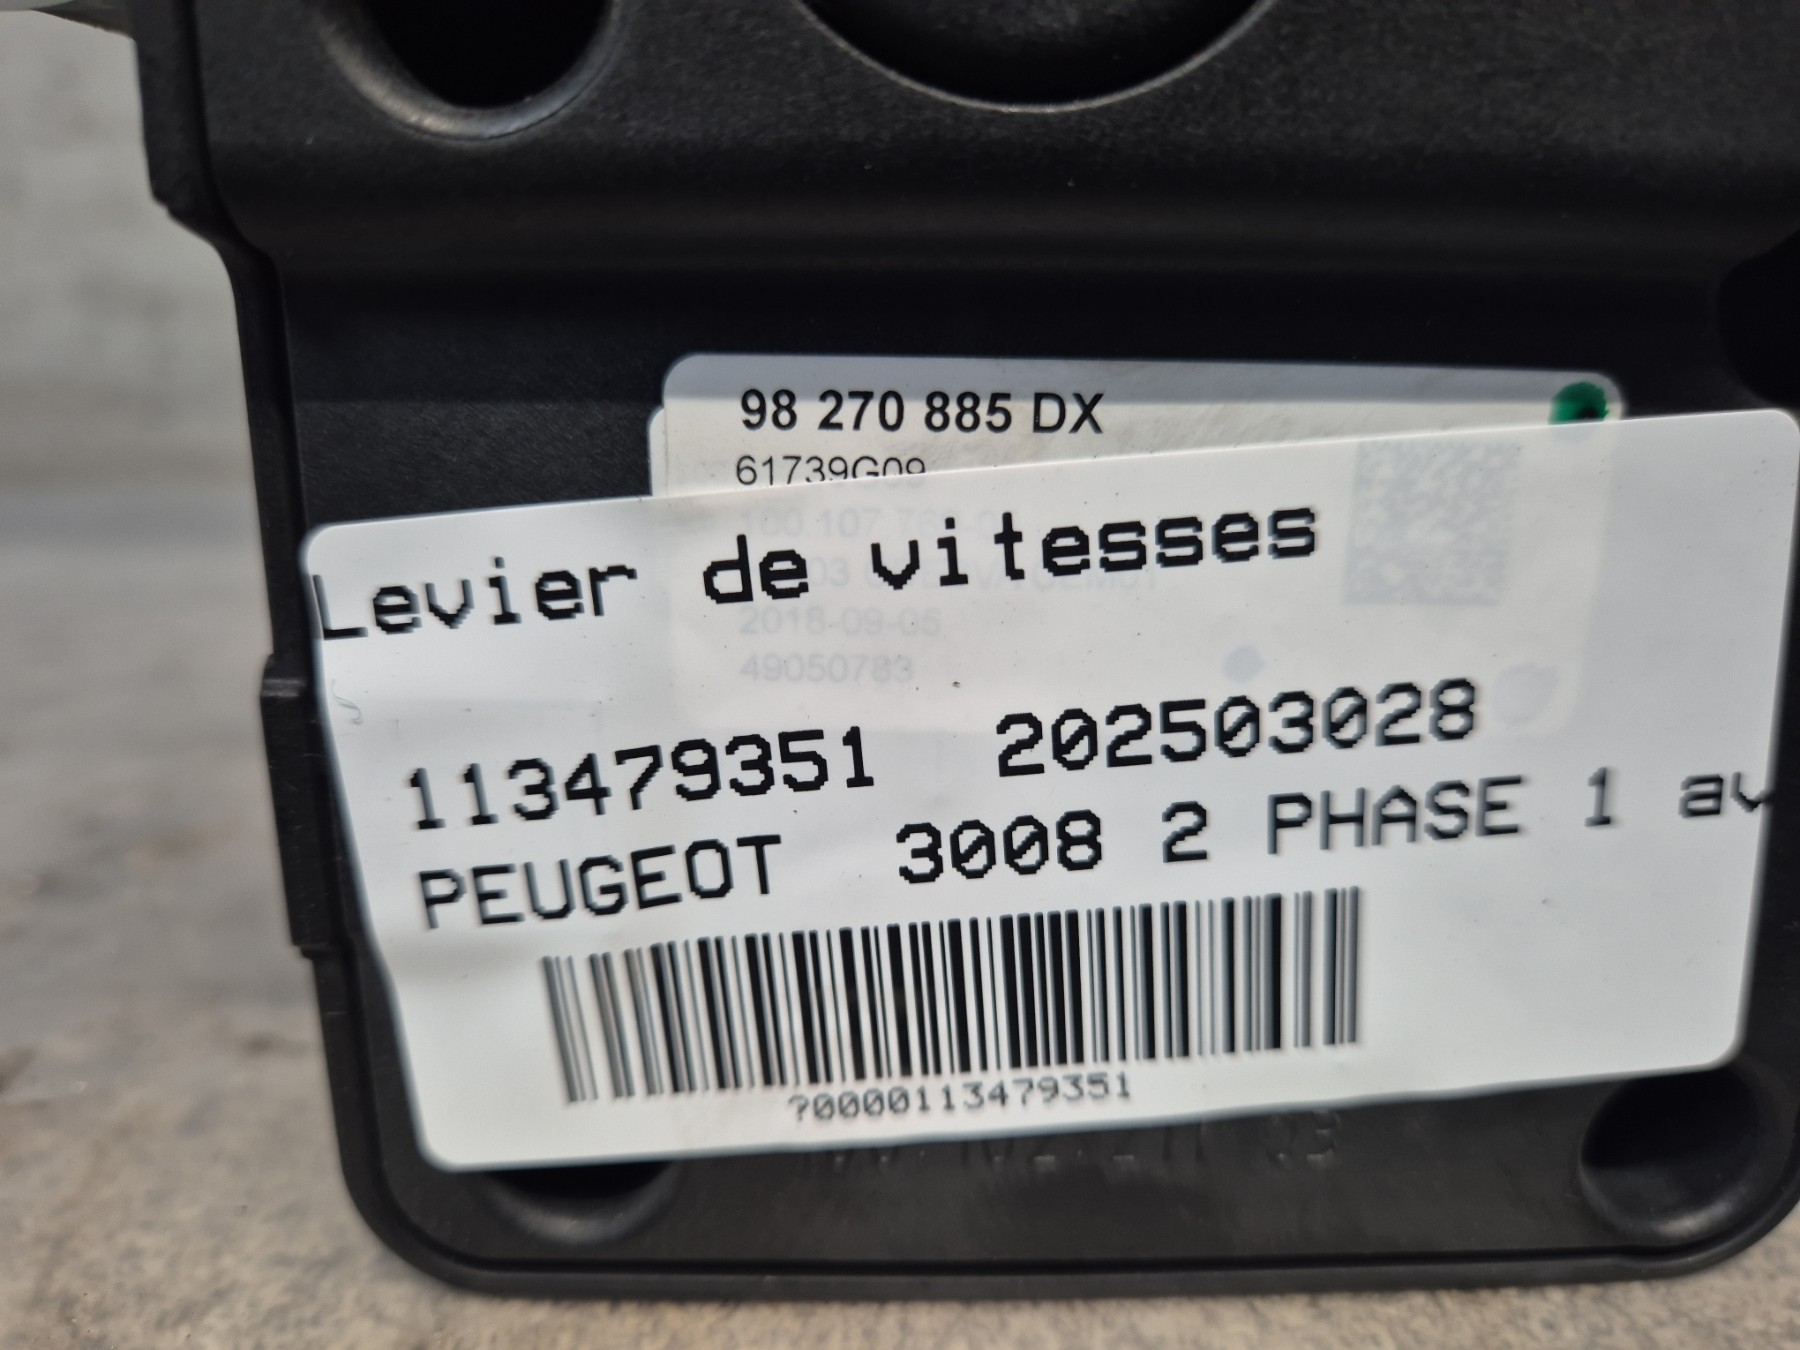 98 270 885 DX
61739G09
Levier de vitesses
2018-09-05
49050783
113479351 202503028
PEUGEOT 3008 2 PHASE 1 av
?0000113479351